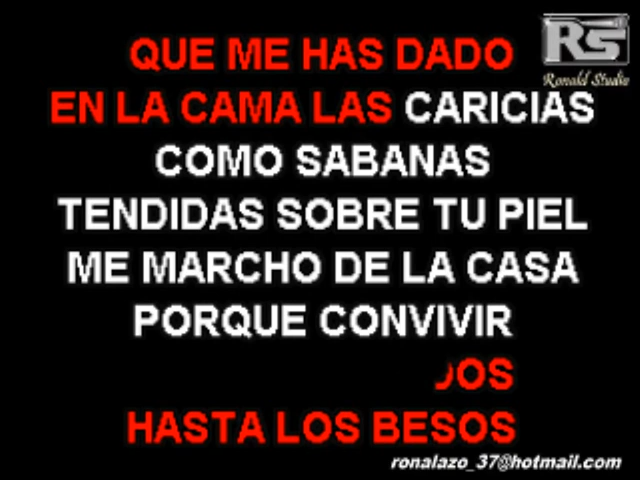 QUE ME HAS DADO
RS
Ronald Studio
EN LA CAMA LAS CARICIAS
COMO SABANAS
TENDIDAS SOBRE TU PIEL
ME MARCHO DE LA CASA
PORQUE CONVIVIR
OS
HASTA LOS BESOS
ronalazo_37@hotmail.com